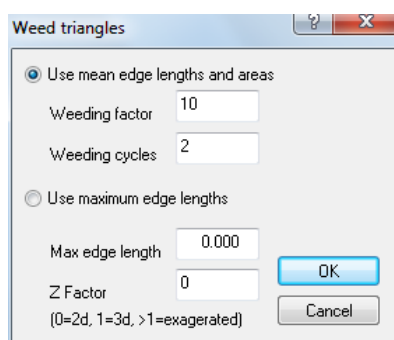 Weed triangles
Use mean edge lengths and areas
Weeding factor 10
Weeding cycles 2
Use maximum edge lengths
Max edge length 0.000
Z Factor 0
(0=2d, 1=3d, >1=exagerated)
OK
Cancel